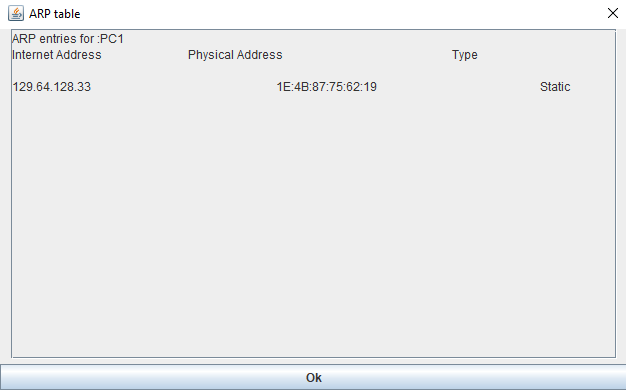 ARP table
ARP entries for :PC1
Internet Address Physical Address Type
129.64.128.33 1E:4B:87:75:62:19 Static
Ok